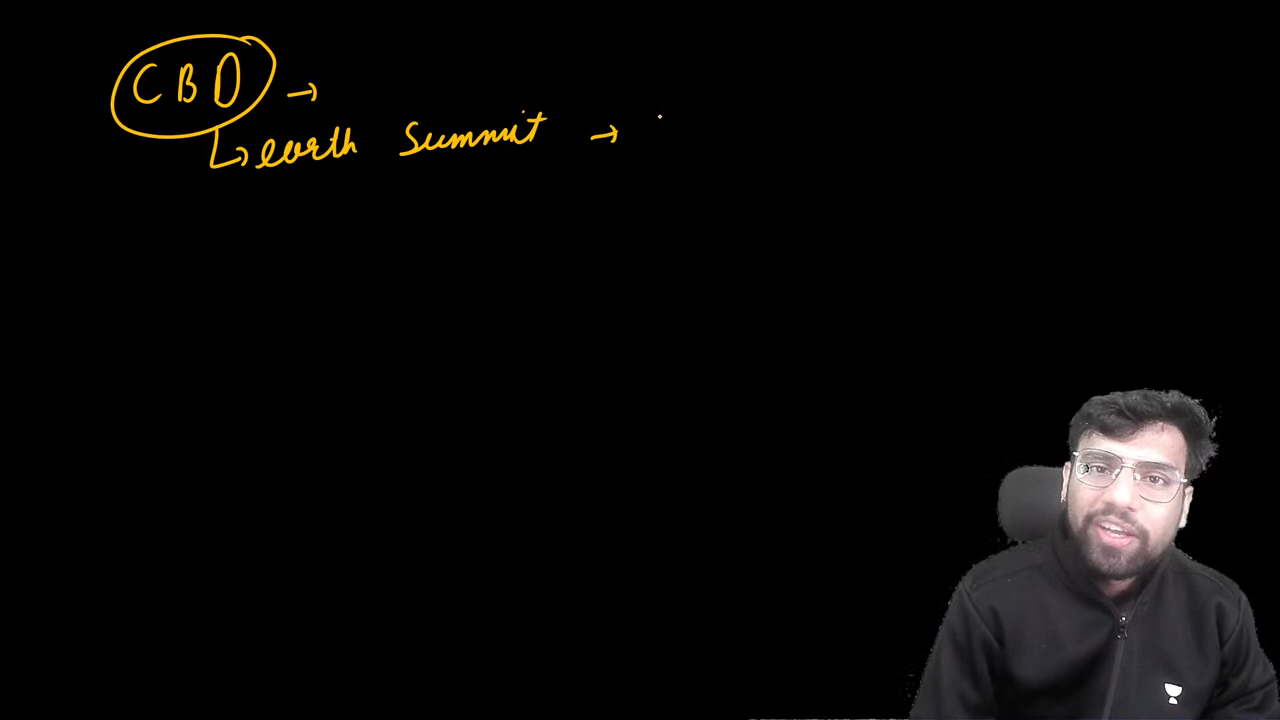 CBD →
↳ earth Summit →